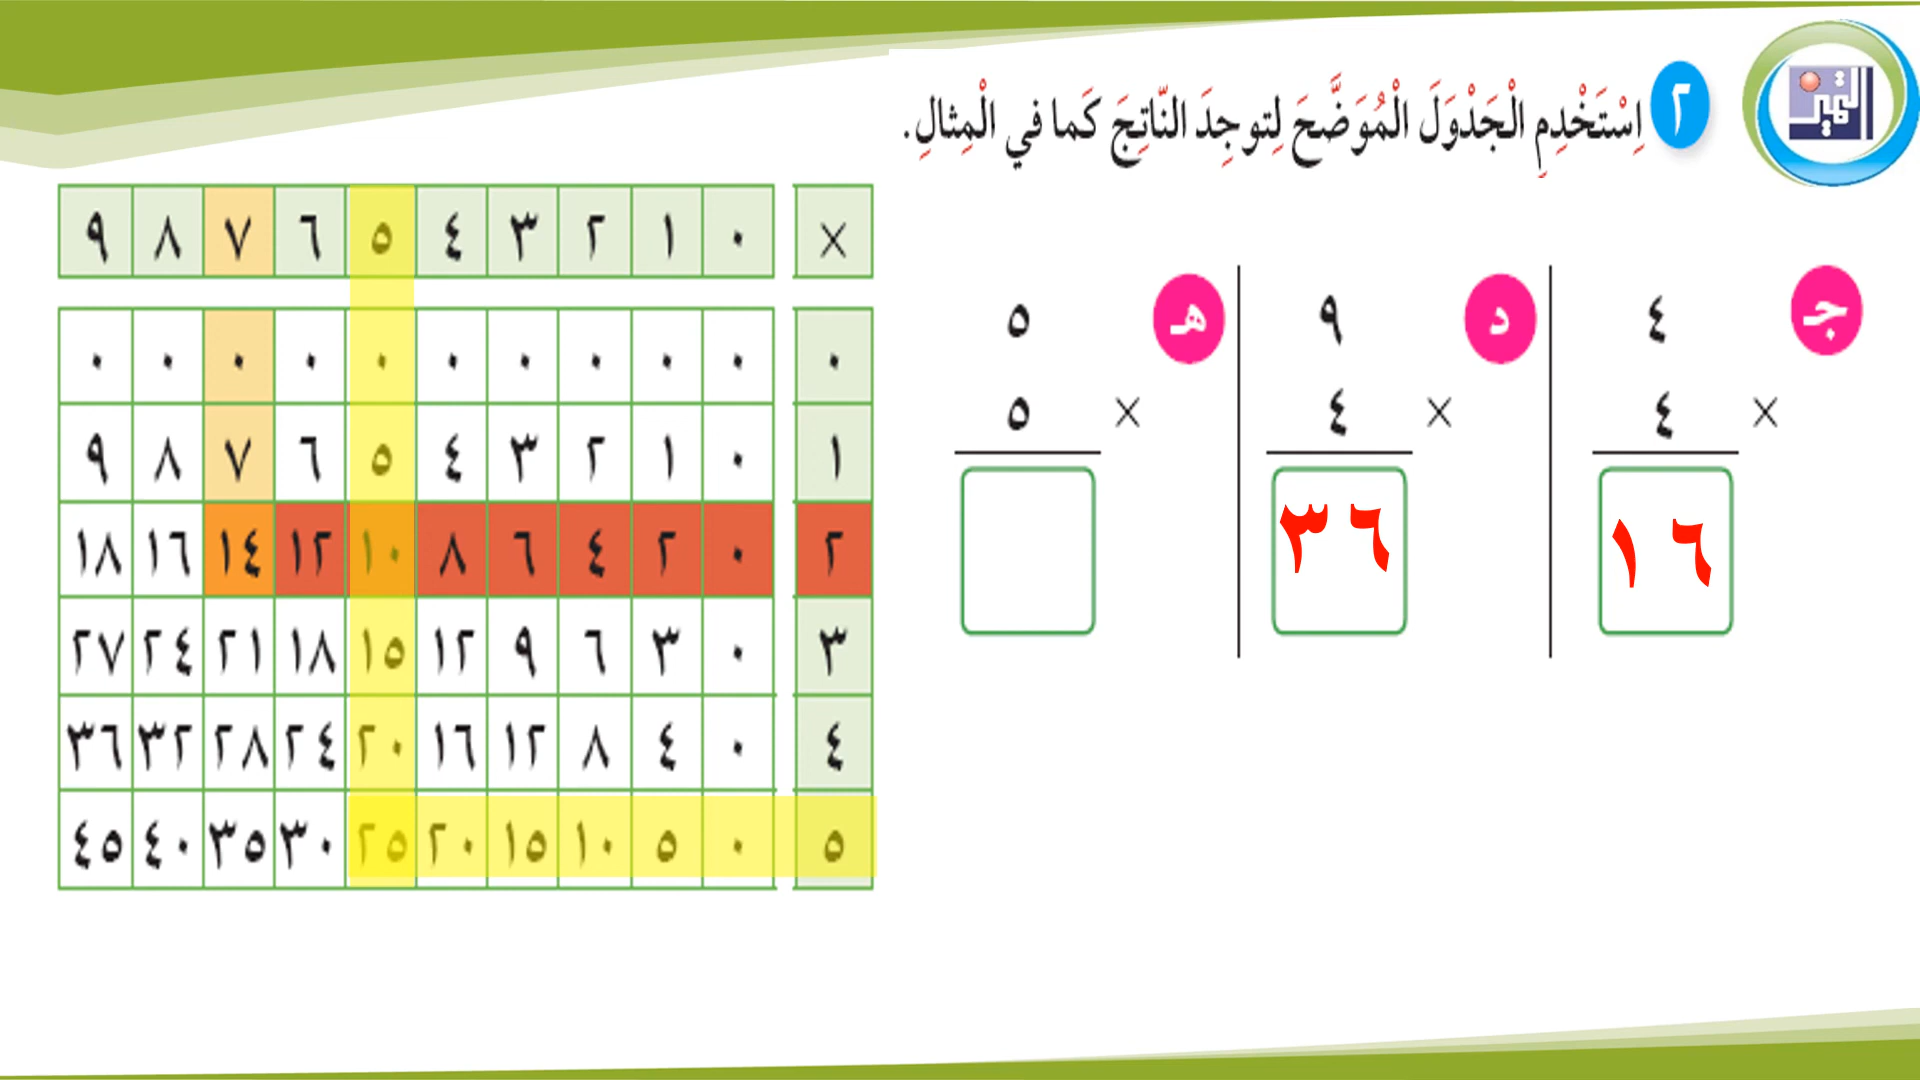 التميز
٢ اِسْتَخْدِمِ الْجَدْوَلَ الْمُوَضَّحَ لِتوجِدَ النّاتِجَ كَما في الْمِثالِ.
جـ
٤
× ٤
١٦
د
٩
× ٤
٣٦
هـ
٥
× ٥
× ٠ ١ ٢ ٣ ٤ ٥ ٦ ٧ ٨ ٩
٠ ٠ ٠ ٠ ٠ ٠ ٠ ٠ ٠ ٠ ٠
١ ٠ ١ ٢ ٣ ٤ ٥ ٦ ٧ ٨ ٩
٢ ٠ ٢ ٤ ٦ ٨ ١٠ ١٢ ١٤ ١٦ ١٨
٣ ٠ ٣ ٦ ٩ ١٢ ١٥ ١٨ ٢١ ٢٤ ٢٧
٤ ٠ ٤ ٨ ١٢ ١٦ ٢٠ ٢٤ ٢٨ ٣٢ ٣٦
٥ ٠ ٥ ١٠ ١٥ ٢٠ ٢٥ ٣٠ ٣٥ ٤٠ ٤٥